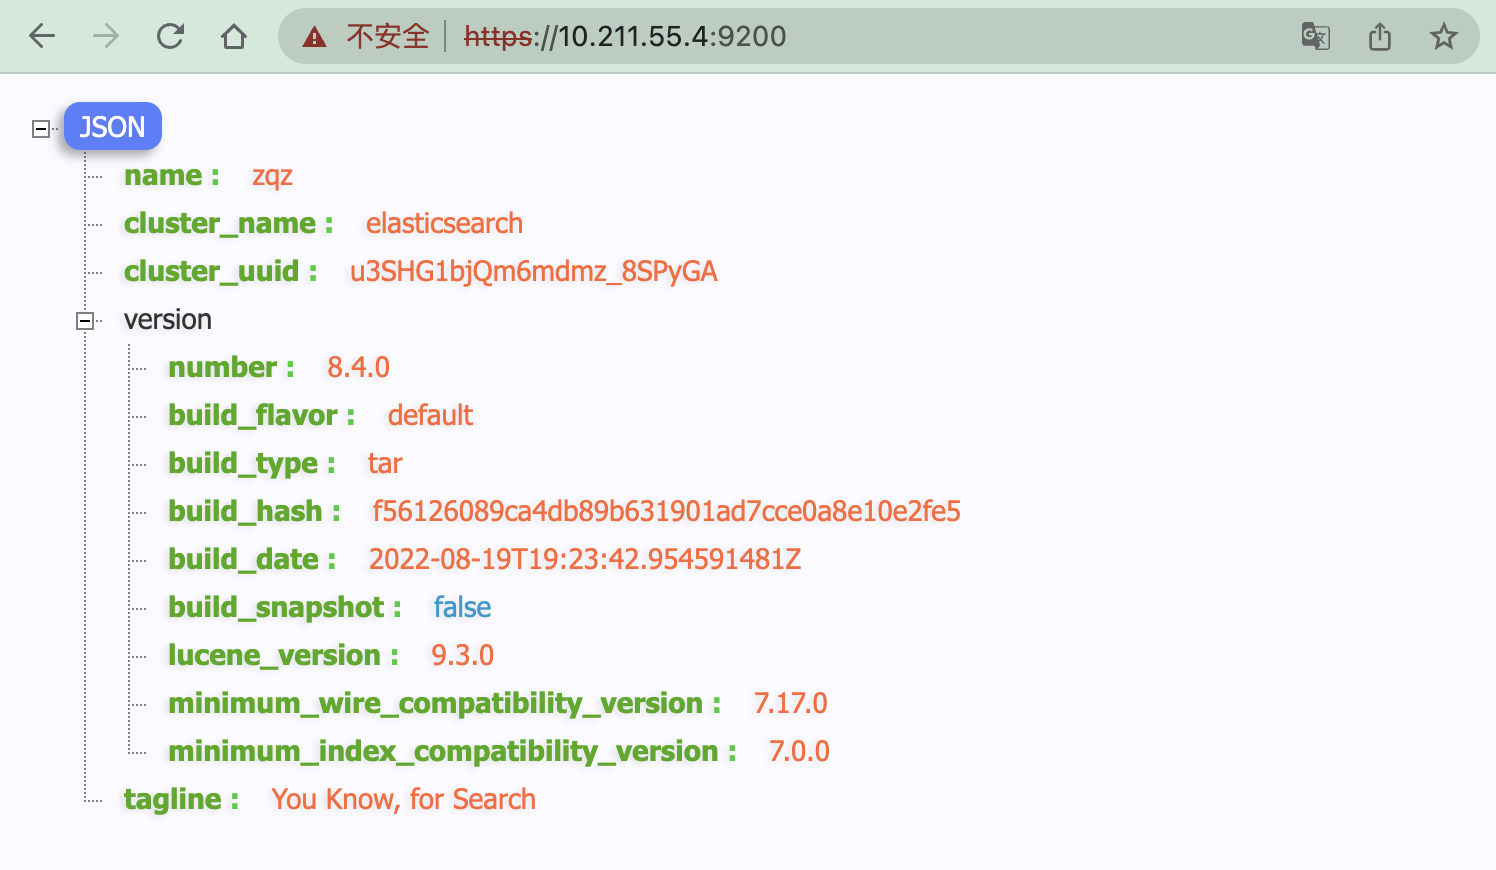 不安全 https://10.211.55.4:9200
JSON
name : zqz
cluster_name : elasticsearch
cluster_uuid : u3SHG1bjQm6mdmz_8SPyGA
version
number : 8.4.0
build_flavor : default
build_type : tar
build_hash : f56126089ca4db89b631901ad7cce0a8e10e2fe5
build_date : 2022-08-19T19:23:42.954591481Z
build_snapshot : false
lucene_version : 9.3.0
minimum_wire_compatibility_version : 7.17.0
minimum_index_compatibility_version : 7.0.0
tagline : You Know, for Search